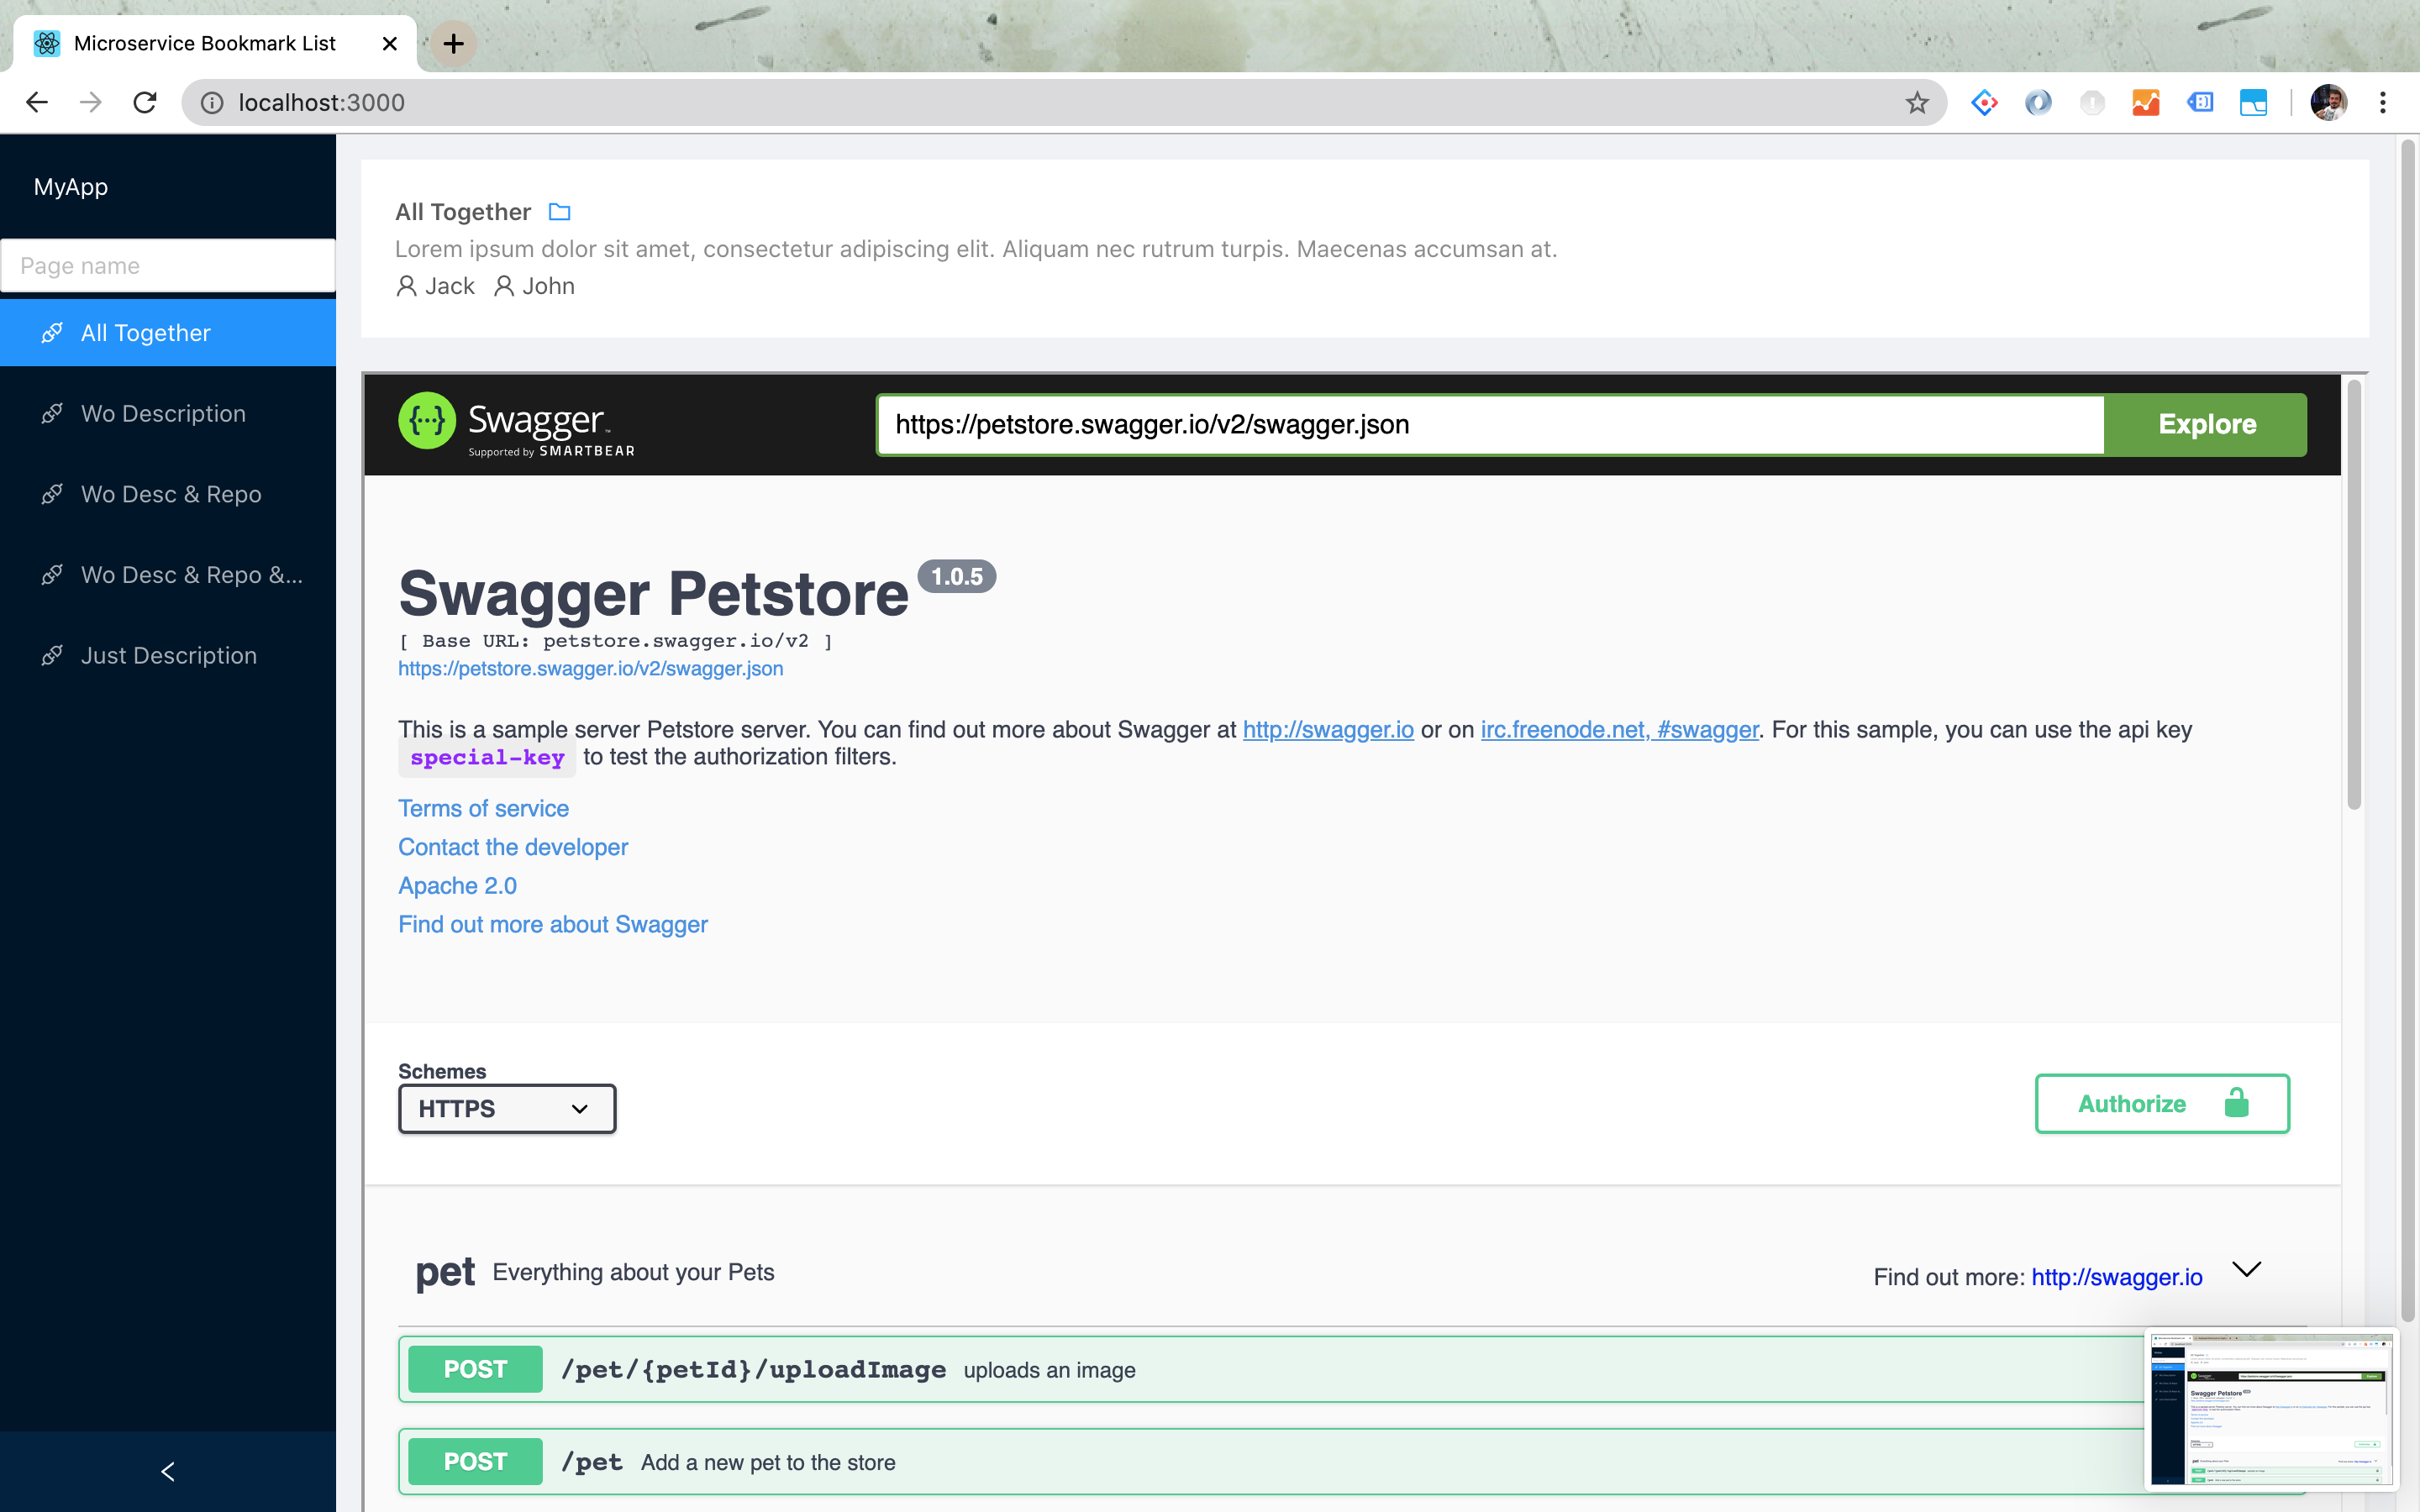 Microservice Bookmark List
localhost:3000
MyApp
Page name
All Together
Wo Description
Wo Desc & Repo
Wo Desc & Repo &...
Just Description
All Together
Lorem ipsum dolor sit amet, consectetur adipiscing elit. Aliquam nec rutrum turpis. Maecenas accumsan at.
Jack John
Swagger™
Supported by SMARTBEAR
https://petstore.swagger.io/v2/swagger.json
Explore
Swagger Petstore 1.0.5
[ Base URL: petstore.swagger.io/v2 ]
https://petstore.swagger.io/v2/swagger.json
This is a sample server Petstore server. You can find out more about Swagger at http://swagger.io or on irc.freenode.net, #swagger. For this sample, you can use the api key
special-key to test the authorization filters.
Terms of service
Contact the developer
Apache 2.0
Find out more about Swagger
Schemes
HTTPS
Authorize
pet Everything about your Pets
Find out more: http://swagger.io
POST /pet/{petId}/uploadImage uploads an image
POST /pet Add a new pet to the store
Swagger Petstore